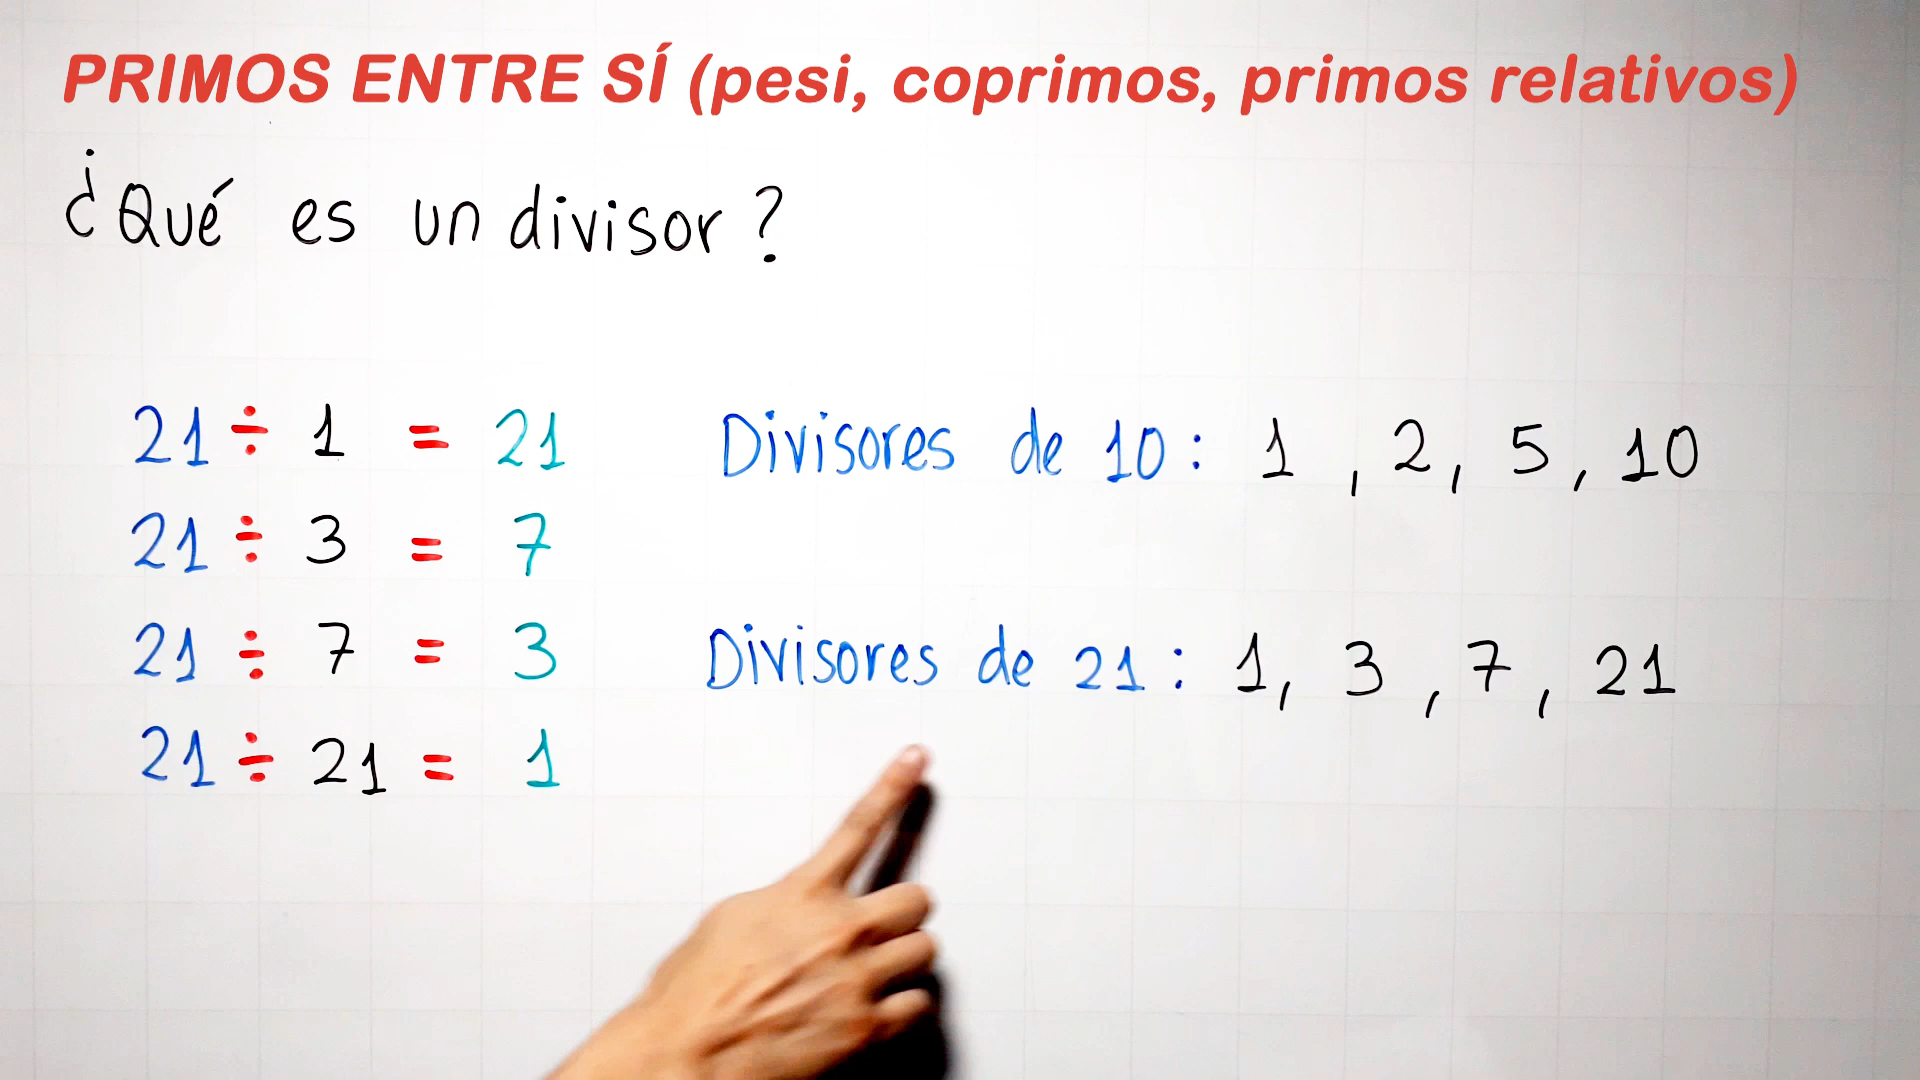 PRIMOS ENTRE SÍ (pesi, coprimos, primos relativos)
¿Qué es un divisor?
21 ÷ 1 = 21
21 ÷ 3 = 7
21 ÷ 7 = 3
21 ÷ 21 = 1
Divisores de 10: 1, 2, 5, 10
Divisores de 21: 1, 3, 7, 21